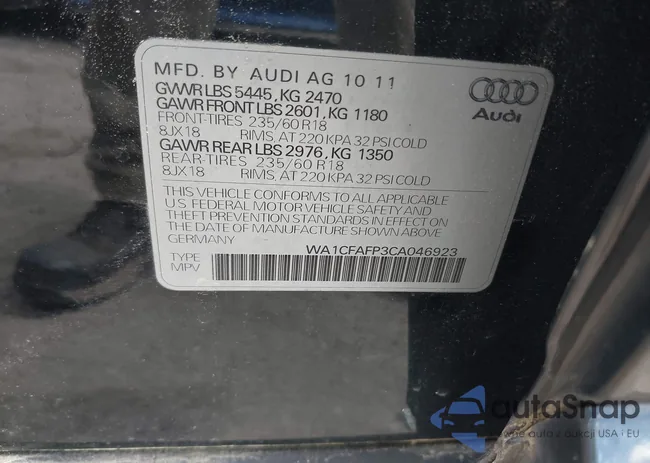 MFD. BY AUDI AG 10 11
GVWR LBS 5445, KG 2470
GAWR FRONT LBS 2601, KG 1180
FRONT-TIRES 235/60 R18
8JX18 RIMS, AT 220 KPA 32 PSI COLD
GAWR REAR LBS 2976, KG 1350
REAR-TIRES 235/60 R18
8JX18 RIMS, AT 220 KPA 32 PSI COLD
THIS VEHICLE CONFORMS TO ALL APPLICABLE
U.S FEDERAL MOTOR VEHICLE SAFETY AND
THEFT PREVENTION STANDARDS IN EFFECT ON
THE DATE OF MANUFACTURE SHOWN ABOVE
GERMANY WA1CFAFP3CA046923
TYPE
MPV
Audi
autoSnap
aukcji USA i EU